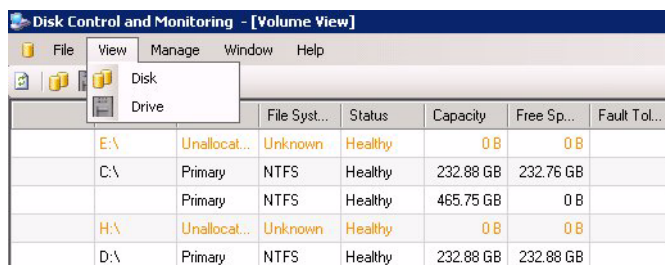 Disk Control and Monitoring - [Volume View]
File View Manage Window Help
Disk
Drive
File Syst... Status Capacity Free Sp... Fault Tol...
E:\ Unallocat... Unknown Healthy 0 B 0 B
C:\ Primary NTFS Healthy 232.88 GB 232.76 GB
Primary NTFS Healthy 465.75 GB 0 B
H:\ Unallocat... Unknown Healthy 0 B 0 B
D:\ Primary NTFS Healthy 232.88 GB 232.88 GB